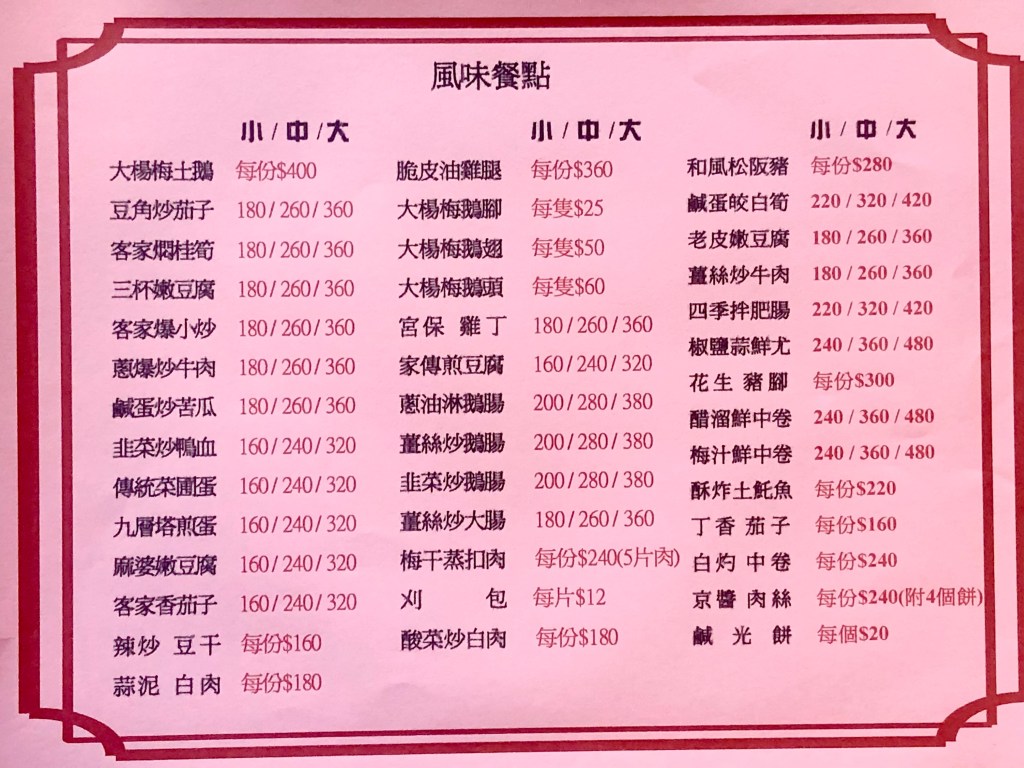 風味餐點
小 / 中 / 大
大楊梅土鵝 每份$400
豆角炒茄子 180 / 260 / 360
客家燜桂筍 180 / 260 / 360
三杯嫩豆腐 180 / 260 / 360
客家爆小炒 180 / 260 / 360
蔥爆炒牛肉 180 / 260 / 360
鹹蛋炒苦瓜 180 / 260 / 360
韭菜炒鴨血 160 / 240 / 320
傳統菜圃蛋 160 / 240 / 320
九層塔煎蛋 160 / 240 / 320
麻婆嫩豆腐 160 / 240 / 320
客家香茄子 160 / 240 / 320
辣炒 豆干 每份$160
蒜泥 白肉 每份$180
小 / 中 / 大
脆皮油雞腿 每份$360
大楊梅鵝腳 每隻$25
大楊梅鵝翅 每隻$50
大楊梅鵝頭 每隻$60
宮保 雞丁 180 / 260 / 360
家傳煎豆腐 160 / 240 / 320
蔥油淋鵝腸 200 / 280 / 380
薑絲炒鵝腸 200 / 280 / 380
韭菜炒鵝腸 200 / 280 / 380
薑絲炒大腸 180 / 260 / 360
梅干蒸扣肉 每份$240(5片肉)
刈 包 每片$12
酸菜炒白肉 每份$180
小 / 中 / 大
和風松阪豬 每份$280
鹹蛋皎白筍 220 / 320 / 420
老皮嫩豆腐 180 / 260 / 360
薑絲炒牛肉 180 / 260 / 360
四季拌肥腸 220 / 320 / 420
椒鹽蒜鮮尤 240 / 360 / 480
花生 豬腳 每份$300
醋溜鮮中卷 240 / 360 / 480
梅汁鮮中卷 240 / 360 / 480
酥炸土魠魚 每份$220
丁香 茄子 每份$160
白灼 中卷 每份$240
京醬 肉絲 每份$240(附4個餅)
鹹 光 餅 每個$20